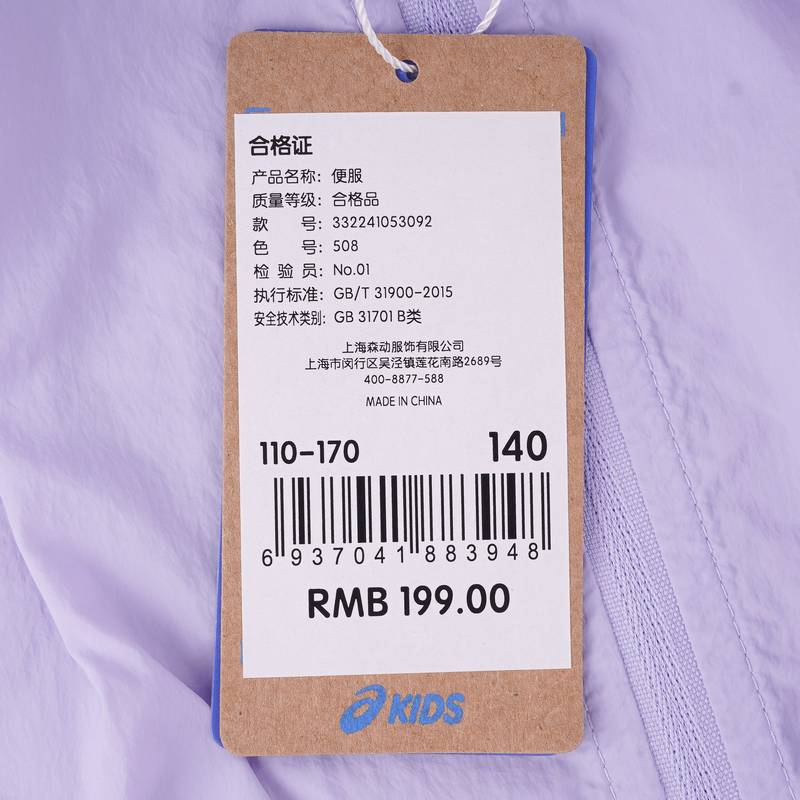 合格证
产品名称：便服
质量等级：合格品
款 号：332241053092
色 号：508
检 验 员：No.01
执行标准：GB/T 31900-2015
安全技术类别：GB 31701 B类
上海森动服饰有限公司
上海市闵行区吴泾镇莲花南路2689号
400-8877-588
MADE IN CHINA
110-170 140
6 937041 883948
RMB 199.00
KIDS